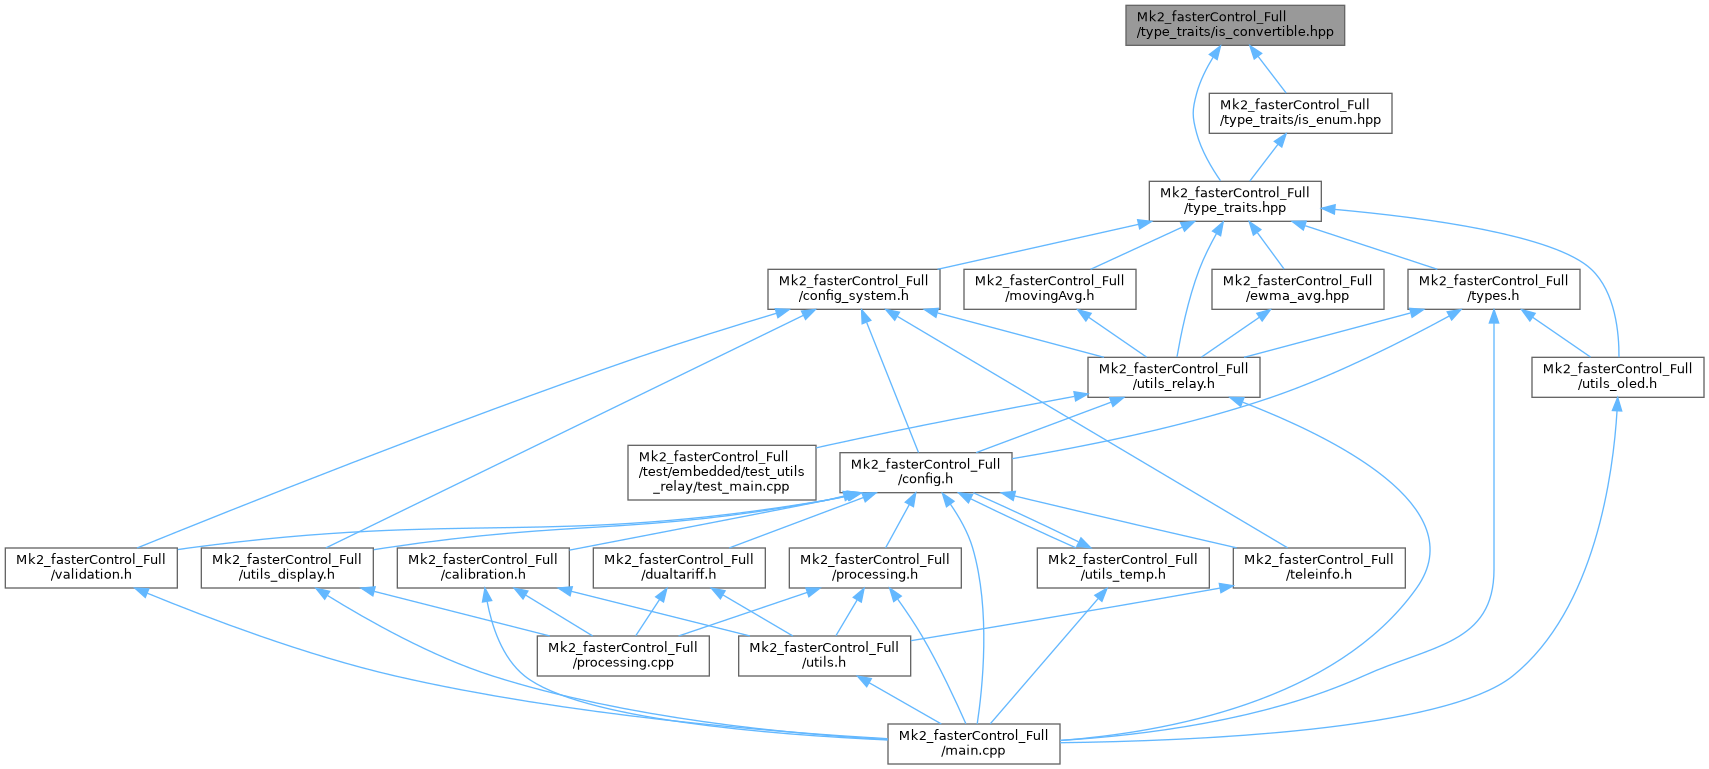 Mk2_fasterControl_Full
/type_traits/is_convertible.hpp
Mk2_fasterControl_Full
/type_traits/is_enum.hpp
Mk2_fasterControl_Full
/type_traits.hpp
Mk2_fasterControl_Full
/config_system.h
Mk2_fasterControl_Full
/movingAvg.h
Mk2_fasterControl_Full
/ewma_avg.hpp
Mk2_fasterControl_Full
/types.h
Mk2_fasterControl_Full
/utils_relay.h
Mk2_fasterControl_Full
/utils_oled.h
Mk2_fasterControl_Full
/test/embedded/test_utils
_relay/test_main.cpp
Mk2_fasterControl_Full
/config.h
Mk2_fasterControl_Full
/validation.h
Mk2_fasterControl_Full
/utils_display.h
Mk2_fasterControl_Full
/calibration.h
Mk2_fasterControl_Full
/dualtariff.h
Mk2_fasterControl_Full
/processing.h
Mk2_fasterControl_Full
/utils_temp.h
Mk2_fasterControl_Full
/teleinfo.h
Mk2_fasterControl_Full
/processing.cpp
Mk2_fasterControl_Full
/utils.h
Mk2_fasterControl_Full
/main.cpp